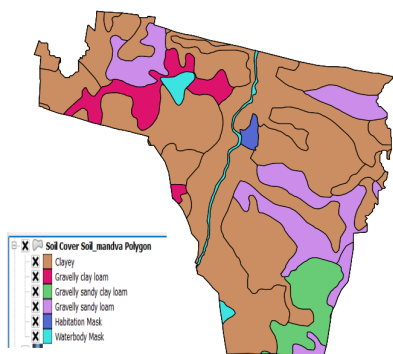 Soil Cover Soil_mandva Polygon
Clayey
Gravelly clay loam
Gravelly sandy clay loam
Gravelly sandy loam
Habitation Mask
Waterbody Mask